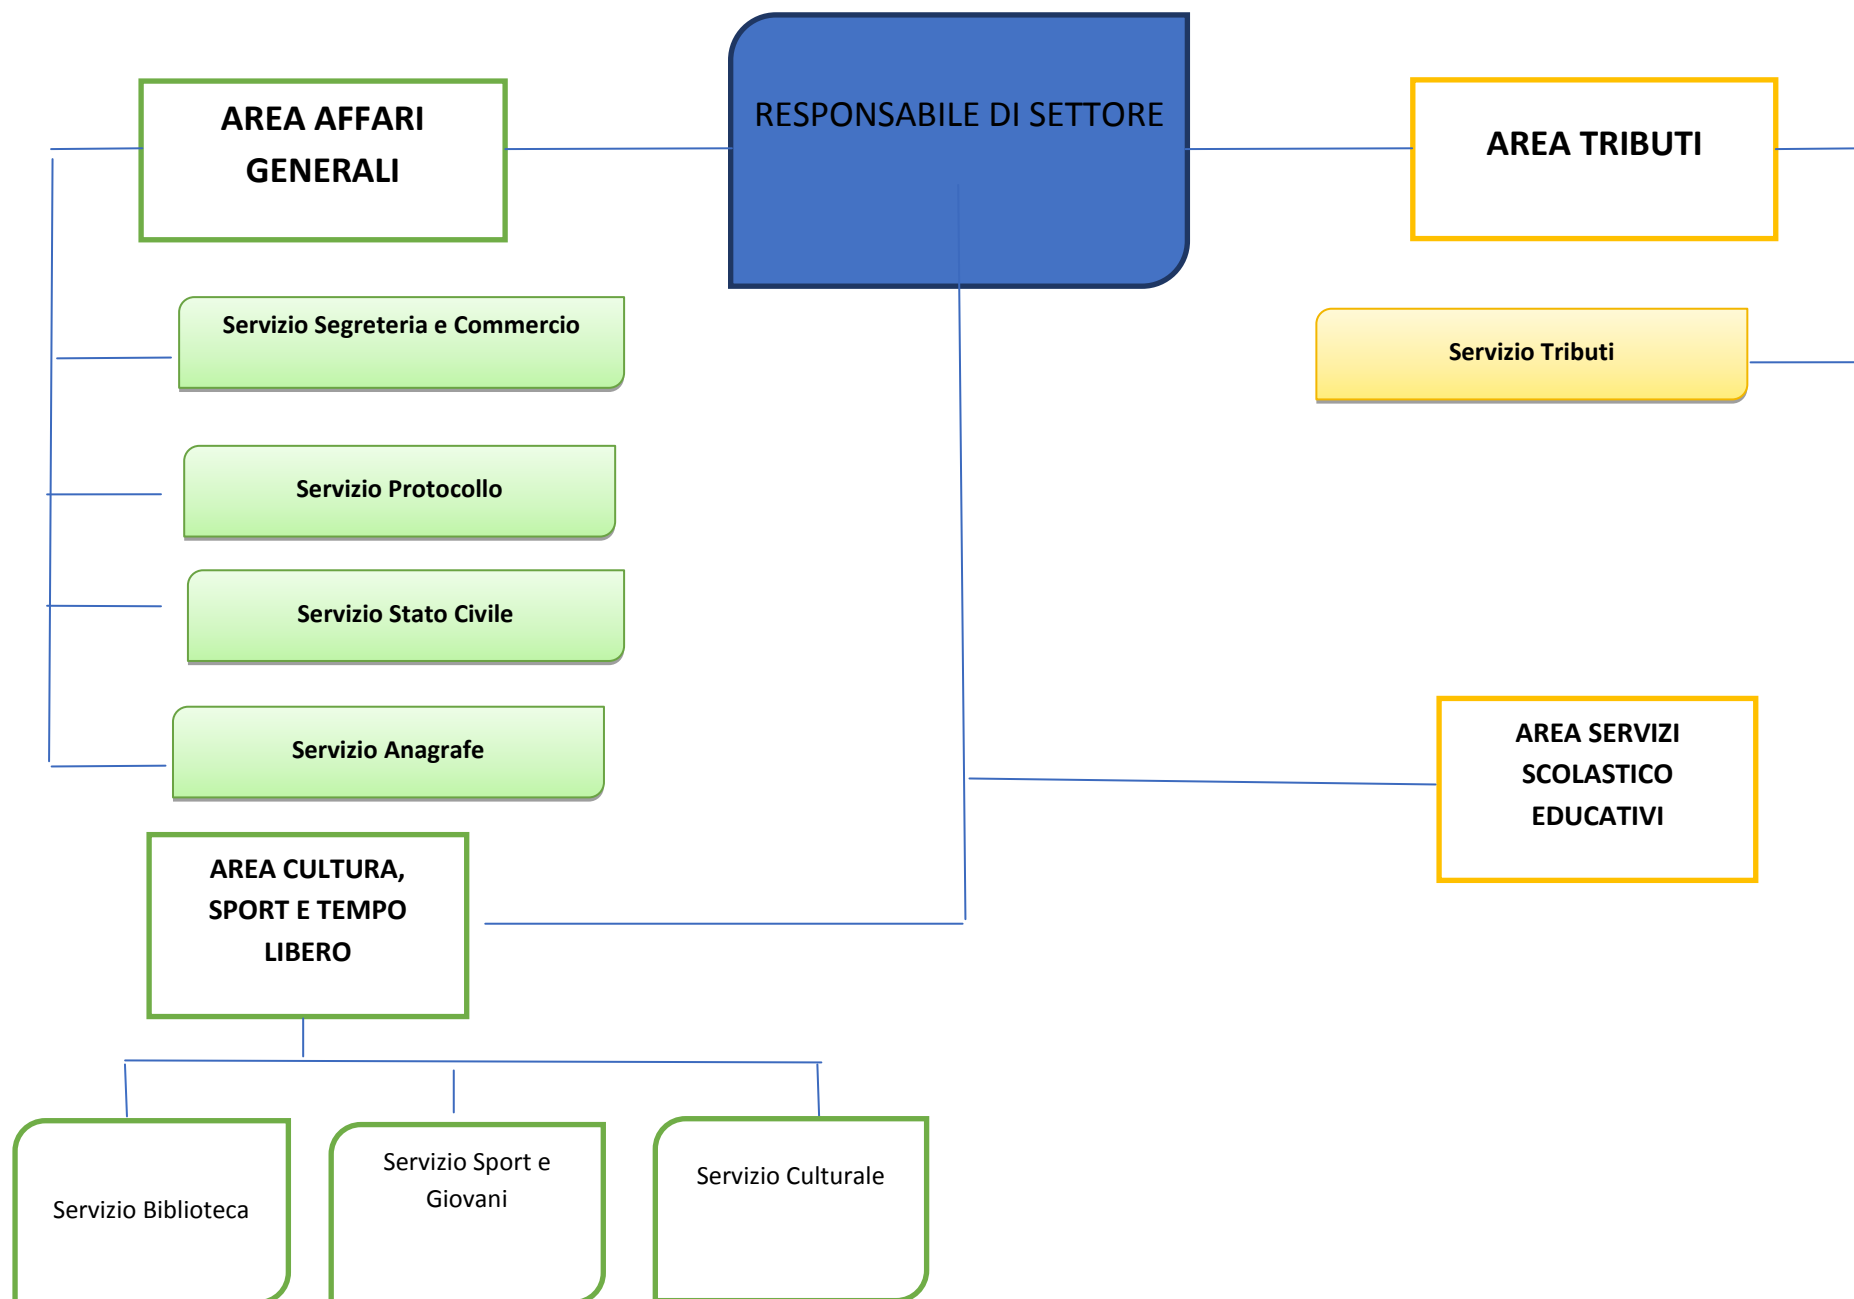 AREA AFFARI
GENERALI
RESPONSABILE DI SETTORE
AREA TRIBUTI
Servizio Segreteria e Commercio
Servizio Tributi
Servizio Protocollo
Servizio Stato Civile
Servizio Anagrafe
AREA SERVIZI
SCOLASTICO
EDUCATIVI
AREA CULTURA,
SPORT E TEMPO
LIBERO
Servizio Biblioteca
Servizio Sport e
Giovani
Servizio Culturale